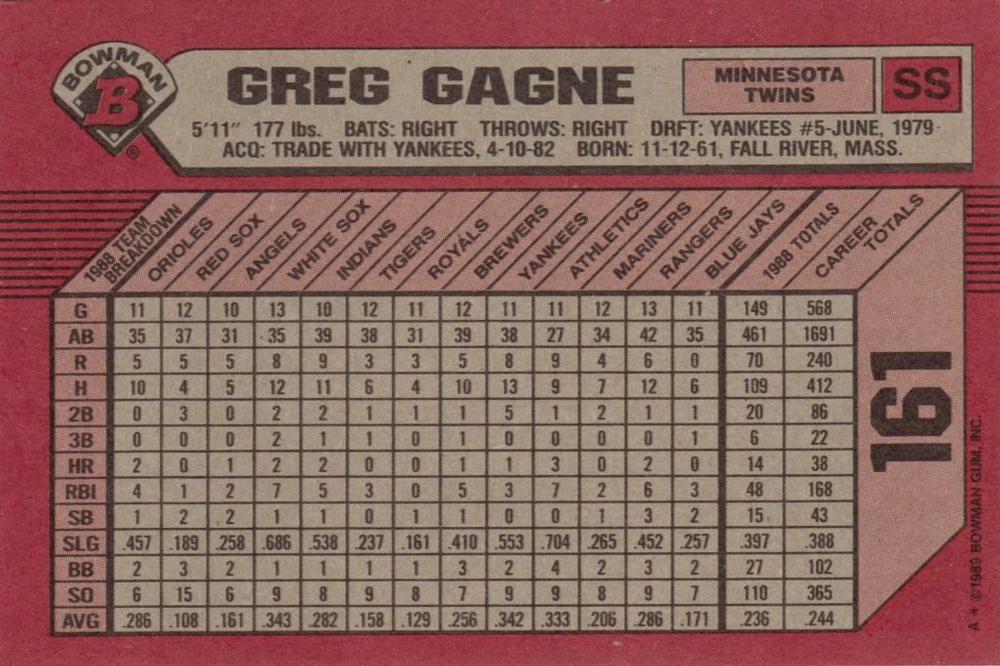 BOWMAN
B
®
GREG GAGNE
MINNESOTA
TWINS
SS
5'11" 177 lbs. BATS: RIGHT THROWS: RIGHT DRFT: YANKEES #5-JUNE, 1979
ACQ: TRADE WITH YANKEES, 4-10-82 BORN: 11-12-61, FALL RIVER, MASS.
1988 TEAM
BREAKDOWN
ORIOLES
RED SOX
ANGELS
WHITE SOX
INDIANS
TIGERS
ROYALS
BREWERS
YANKEES
ATHLETICS
MARINERS
RANGERS
BLUE JAYS
1988 TOTALS
CAREER
TOTALS
G 11 12 10 13 10 12 11 12 11 11 12 13 11 149 568
AB 35 37 31 35 39 38 31 39 38 27 34 42 35 461 1691
R 5 5 5 8 9 3 3 5 8 9 4 6 0 70 240
H 10 4 5 12 11 6 4 10 13 9 7 12 6 109 412
2B 0 3 0 2 2 1 1 1 5 1 2 1 1 20 86
3B 0 0 0 2 1 1 0 1 0 0 0 0 1 6 22
HR 2 0 1 2 2 0 0 1 1 3 0 2 0 14 38
RBI 4 1 2 7 5 3 0 5 3 7 2 6 3 48 168
SB 1 2 2 1 1 0 1 1 0 0 1 3 2 15 43
SLG .457 .189 .258 .686 .538 .237 .161 .410 .553 .704 .265 .452 .257 .397 .388
BB 2 3 2 1 1 1 1 3 2 4 2 3 2 27 102
SO 6 15 6 9 8 9 8 7 9 9 8 9 7 110 365
AVG .286 .108 .161 .343 .282 .158 .129 .256 .342 .333 .206 .286 .171 .236 .244
161
A * ©1989 BOWMAN GUM, INC.